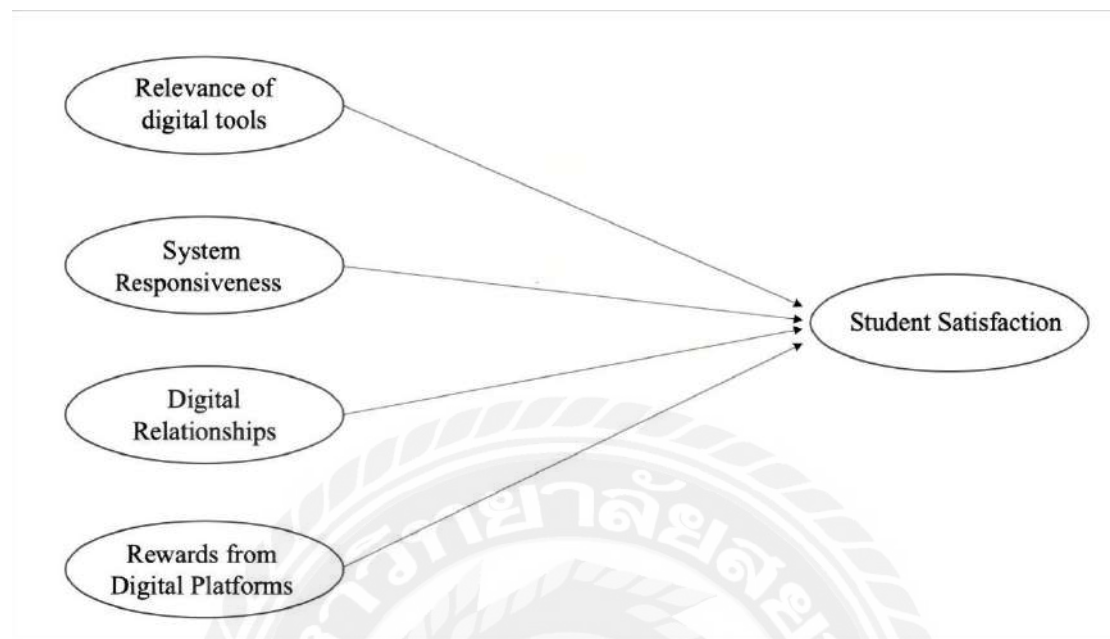 Relevance of
digital tools
System
Responsiveness
Student Satisfaction
Digital
Relationships
Rewards from
Digital Platforms